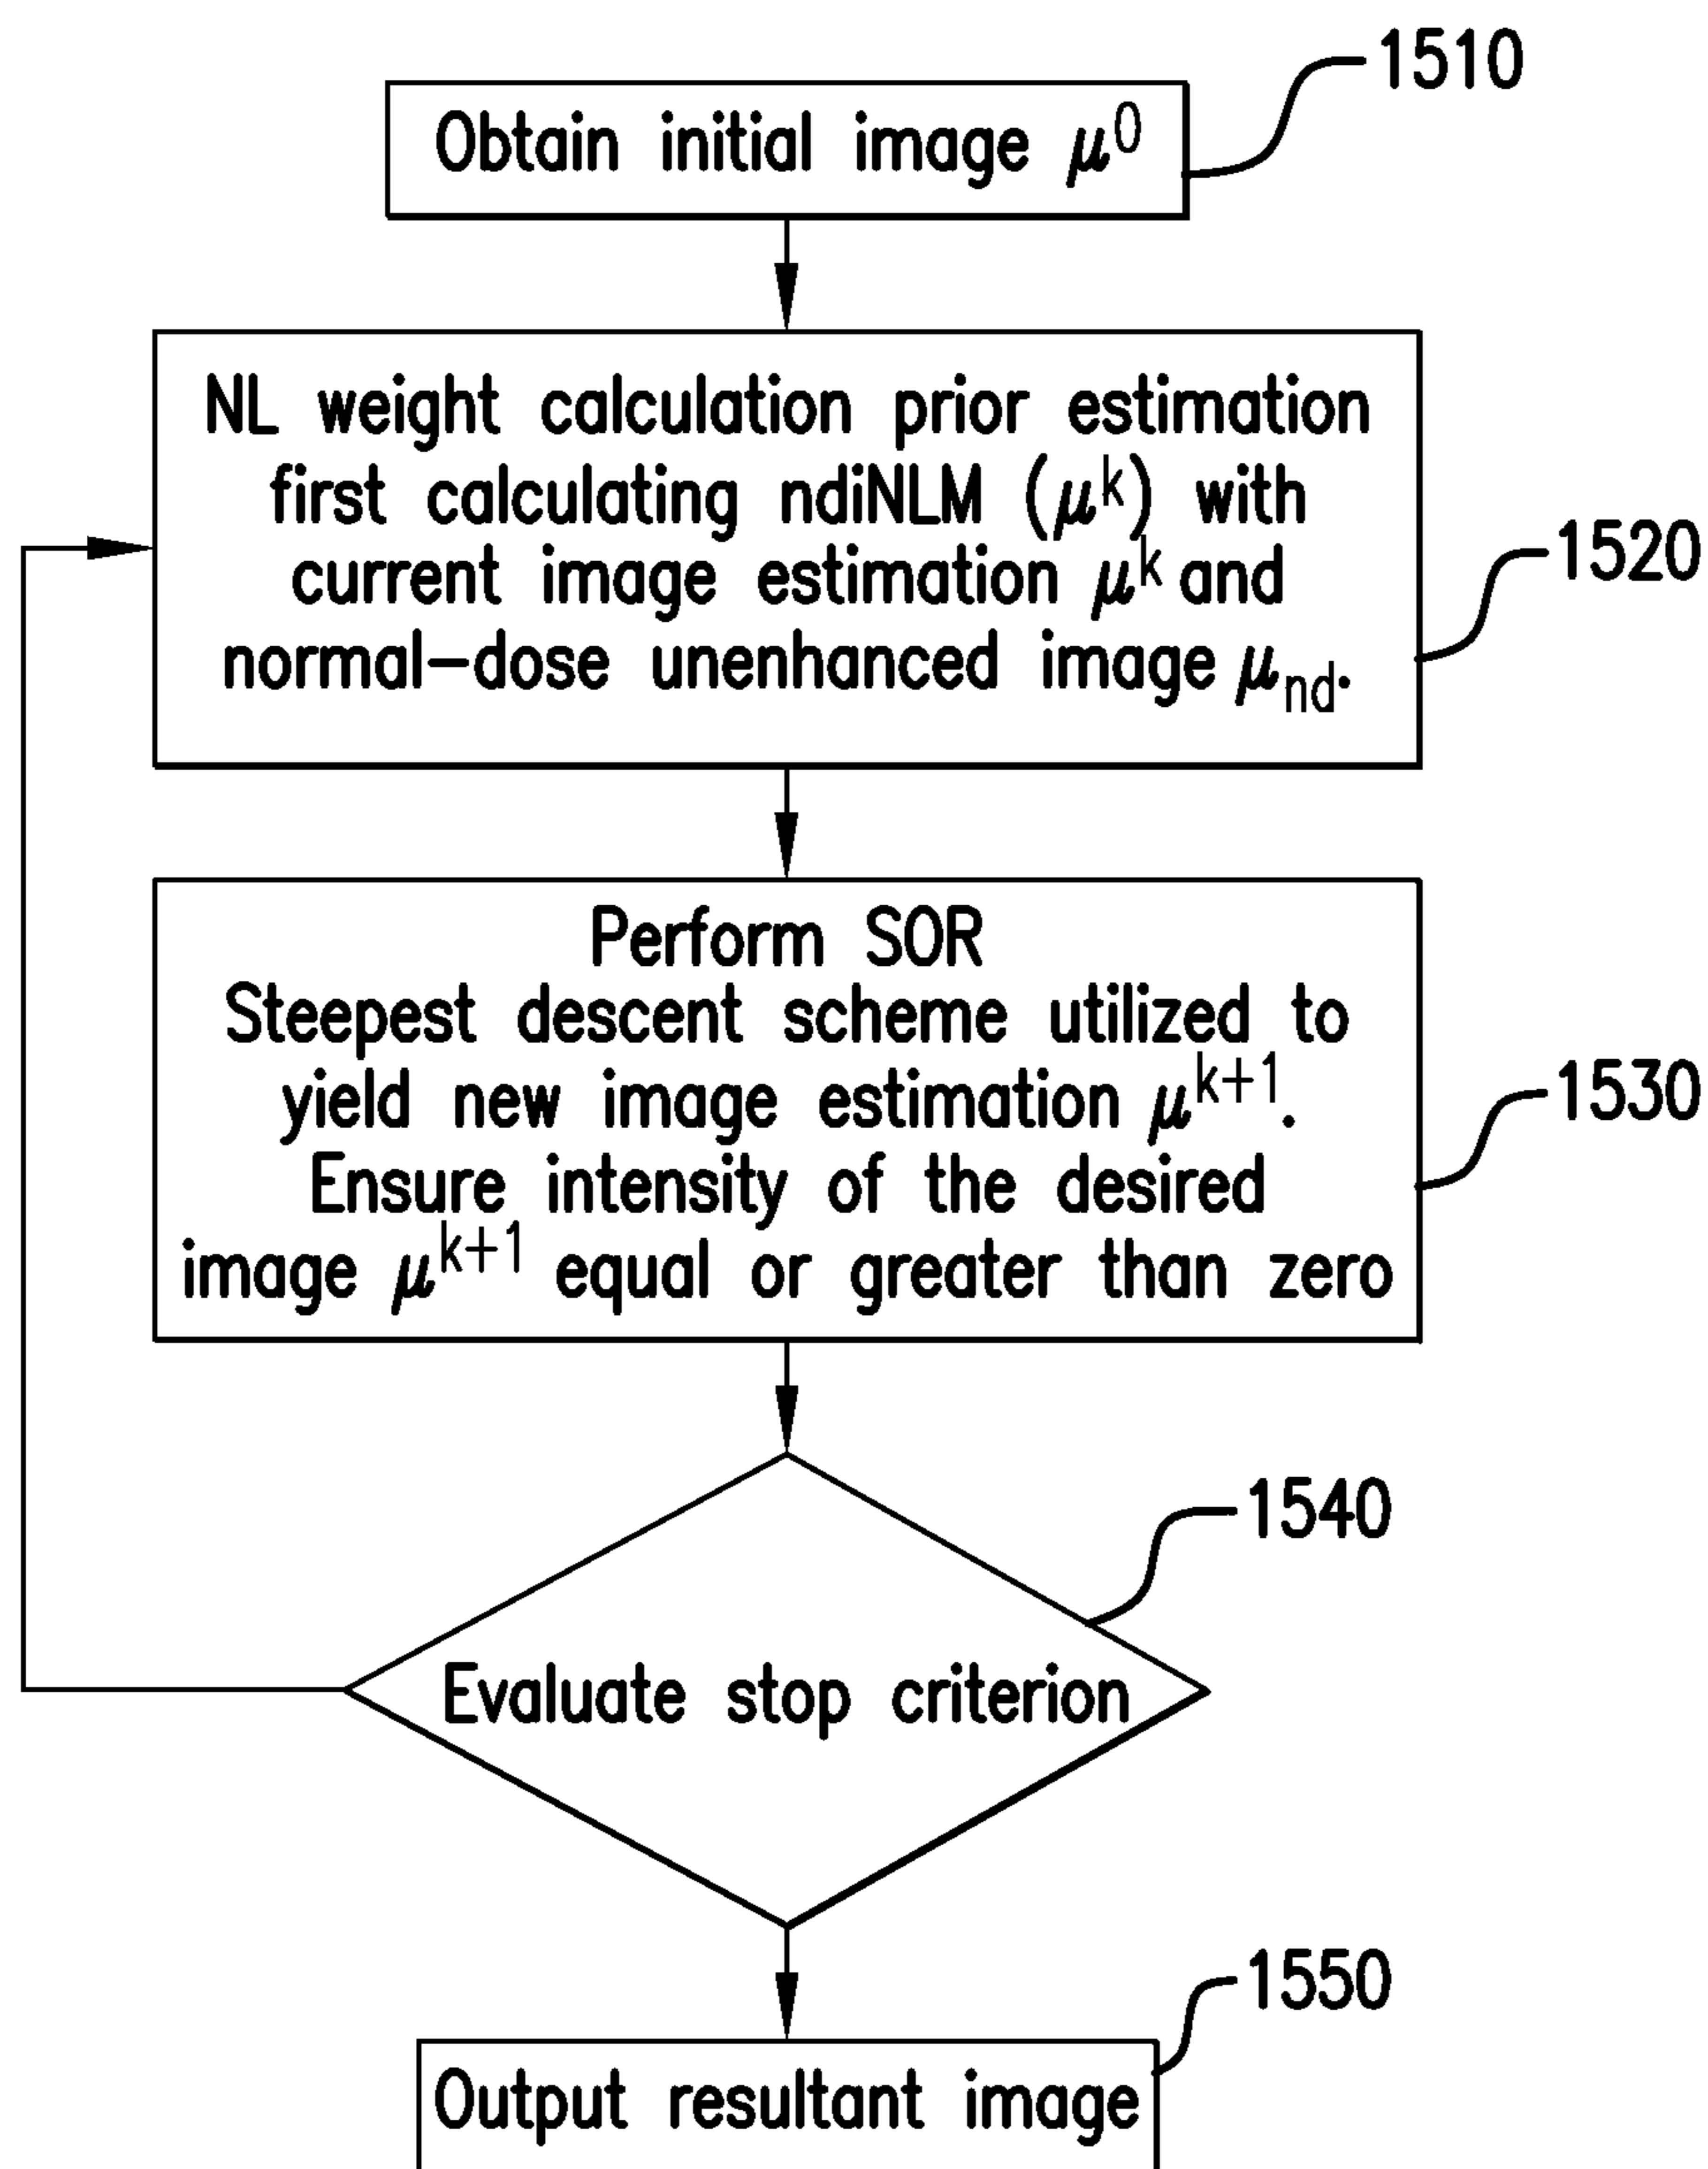 1510
Obtain initial image μ⁰
NL weight calculation prior estimation
first calculating ndiNLM (μᵏ) with
current image estimation μᵏ and
normal-dose unenhanced image μnd.
1520
Perform SOR
Steepest descent scheme utilized to
yield new image estimation μᵏ⁺¹.
Ensure intensity of the desired
image μᵏ⁺¹ equal or greater than zero
1530
1540
Evaluate stop criterion
1550
Output resultant image